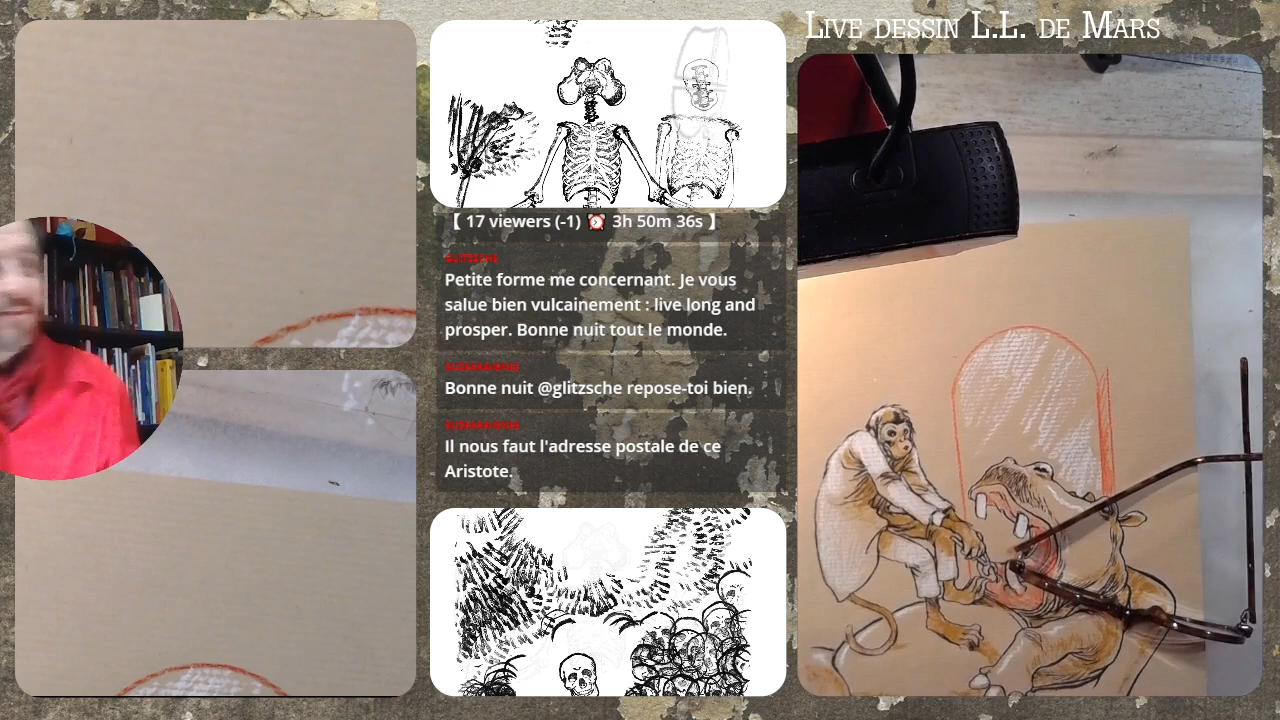 Live dessin L.L. de Mars
【 17 viewers (-1) ⏰ 3h 50m 36s 】
GLITZSCHE
Petite forme me concernant. Je vous
salue bien vulcainement : live long and
prosper. Bonne nuit tout le monde.
Bonne nuit @glitzsche repose-toi bien.
Il nous faut l'adresse postale de ce
Aristote.